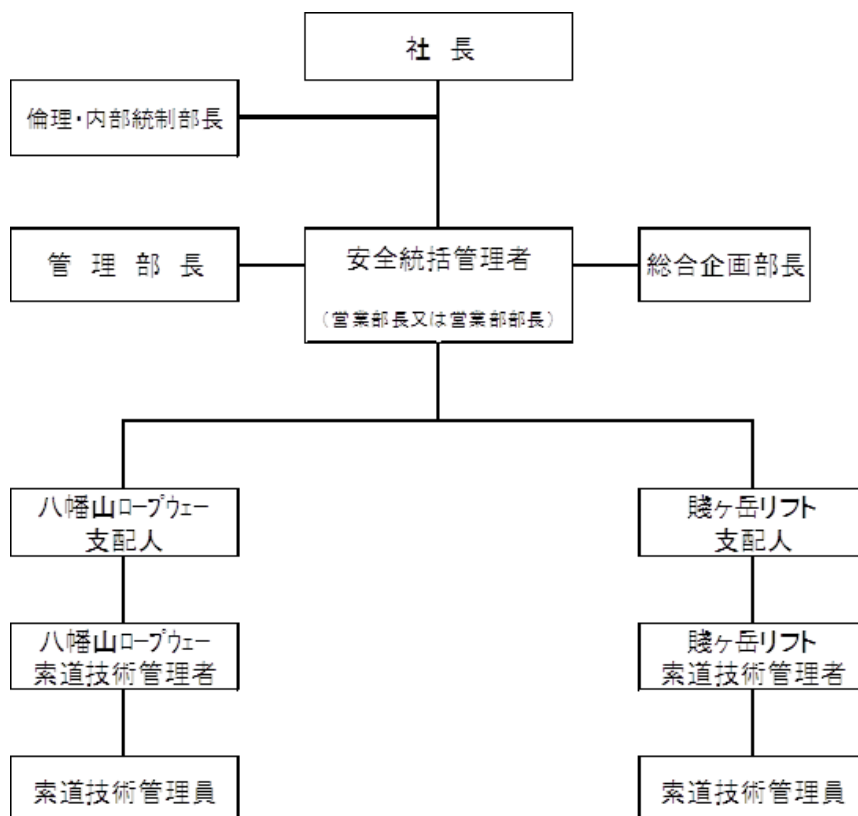 社 長
倫理・内部統制部長
管 理 部 長
安全統括管理者
（営業部長又は営業部部長）
総合企画部長
八幡山ロープウェー
支配人
賤ヶ岳リフト
支配人
八幡山ロープウェー
索道技術管理者
賤ヶ岳リフト
索道技術管理者
索道技術管理員
索道技術管理員